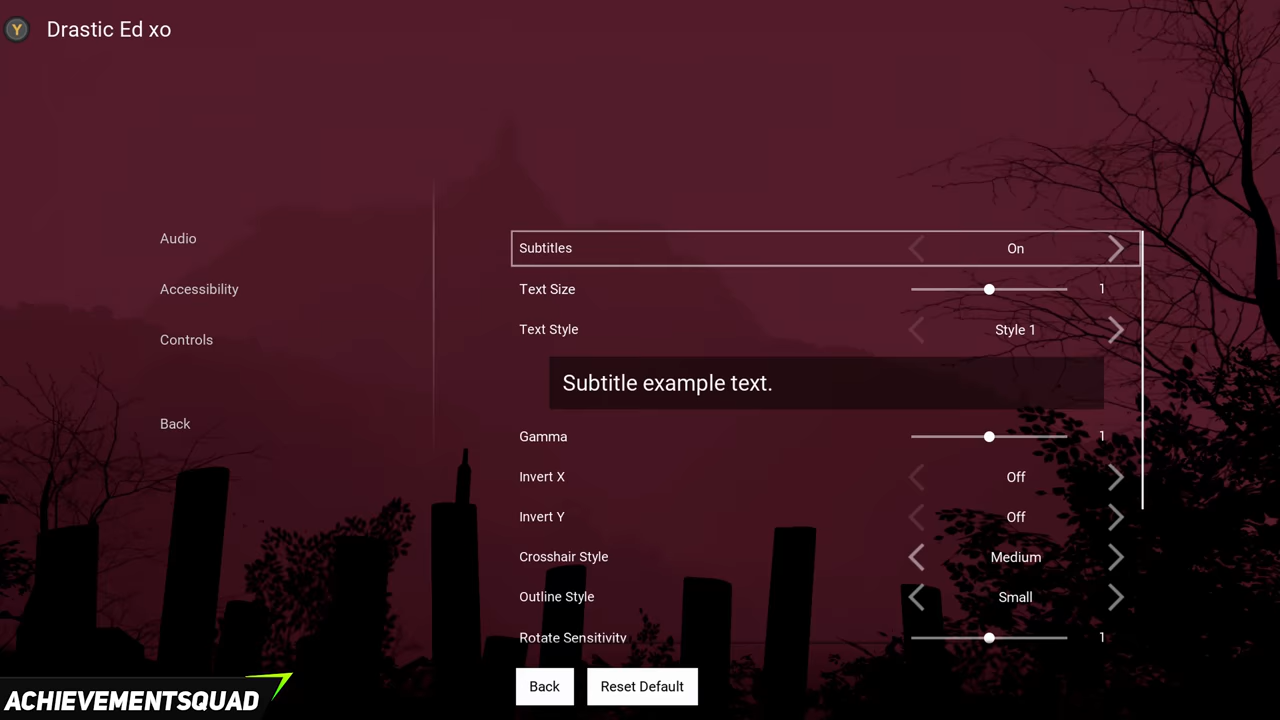 Y Drastic Ed xo
Audio
Accessibility
Controls
Back
Subtitles On
Text Size 1
Text Style Style 1
Subtitle example text.
Gamma 1
Invert X Off
Invert Y Off
Crosshair Style Medium
Outline Style Small
Rotate Sensitivity 1
Back Reset Default
ACHIEVEMENTSQUAD